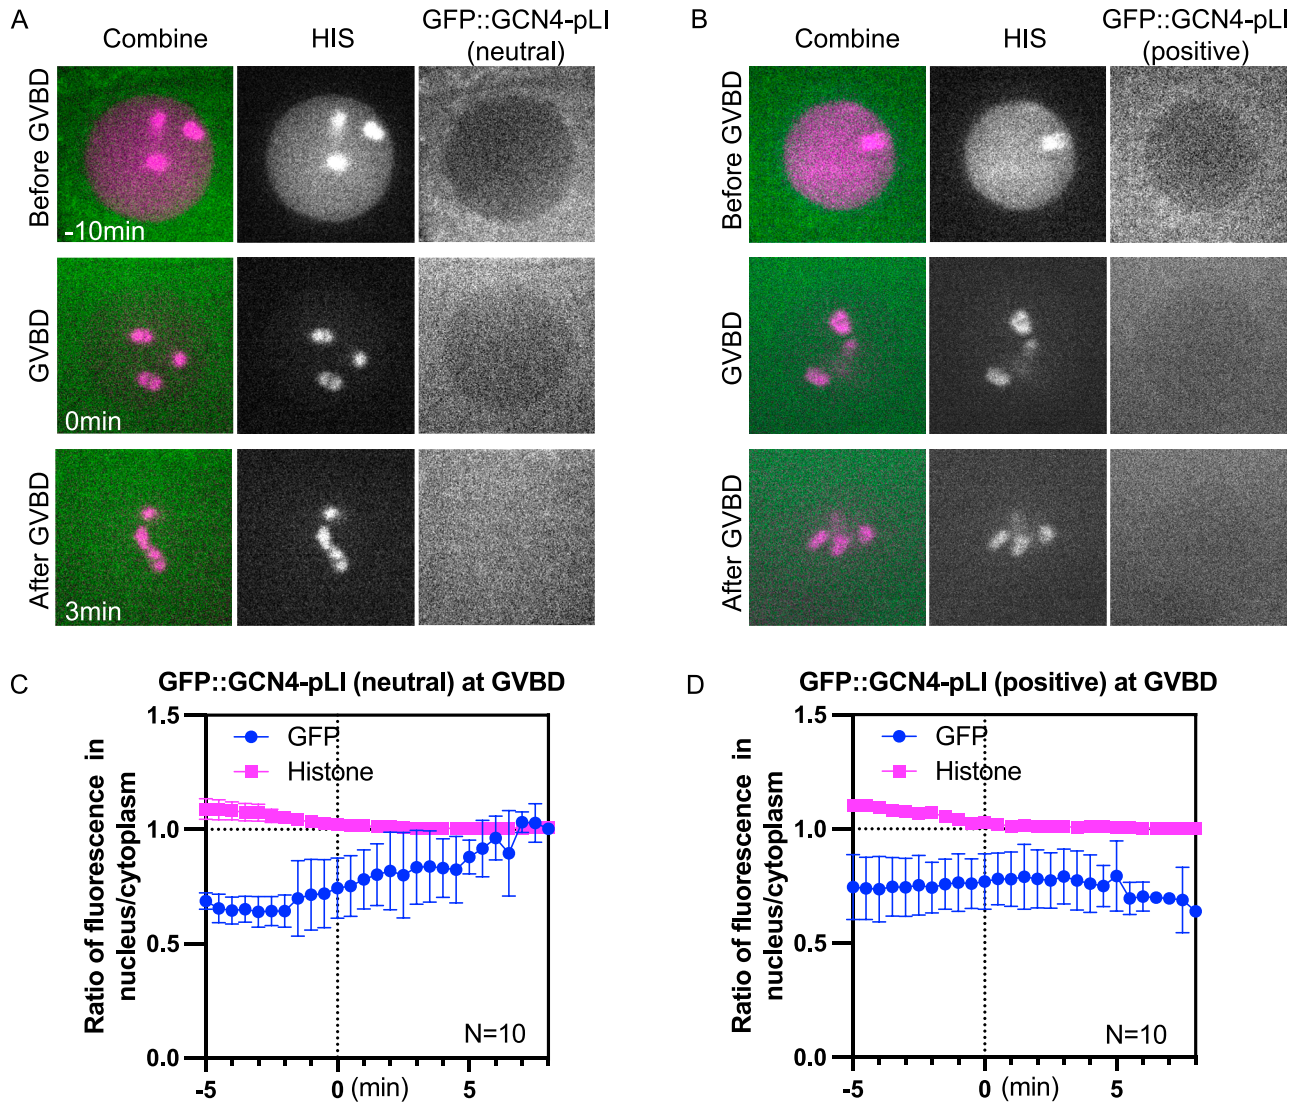 A
Combine
HIS
GFP::GCN4-pLI
(neutral)
Before GVBD
-10min
GVBD
0min
After GVBD
3min
B
Combine
HIS
GFP::GCN4-pLI
(positive)
Before GVBD
GVBD
After GVBD
C
GFP::GCN4-pLI (neutral) at GVBD
Ratio of fluorescence in
nucleus/cytoplasm
1.5
1.0
0.5
0.0
GFP
Histone
N=10
-5
0
(min)
5
D
GFP::GCN4-pLI (positive) at GVBD
Ratio of fluorescence in
nucleus/cytoplasm
1.5
1.0
0.5
0.0
GFP
Histone
N=10
-5
0
(min)
5